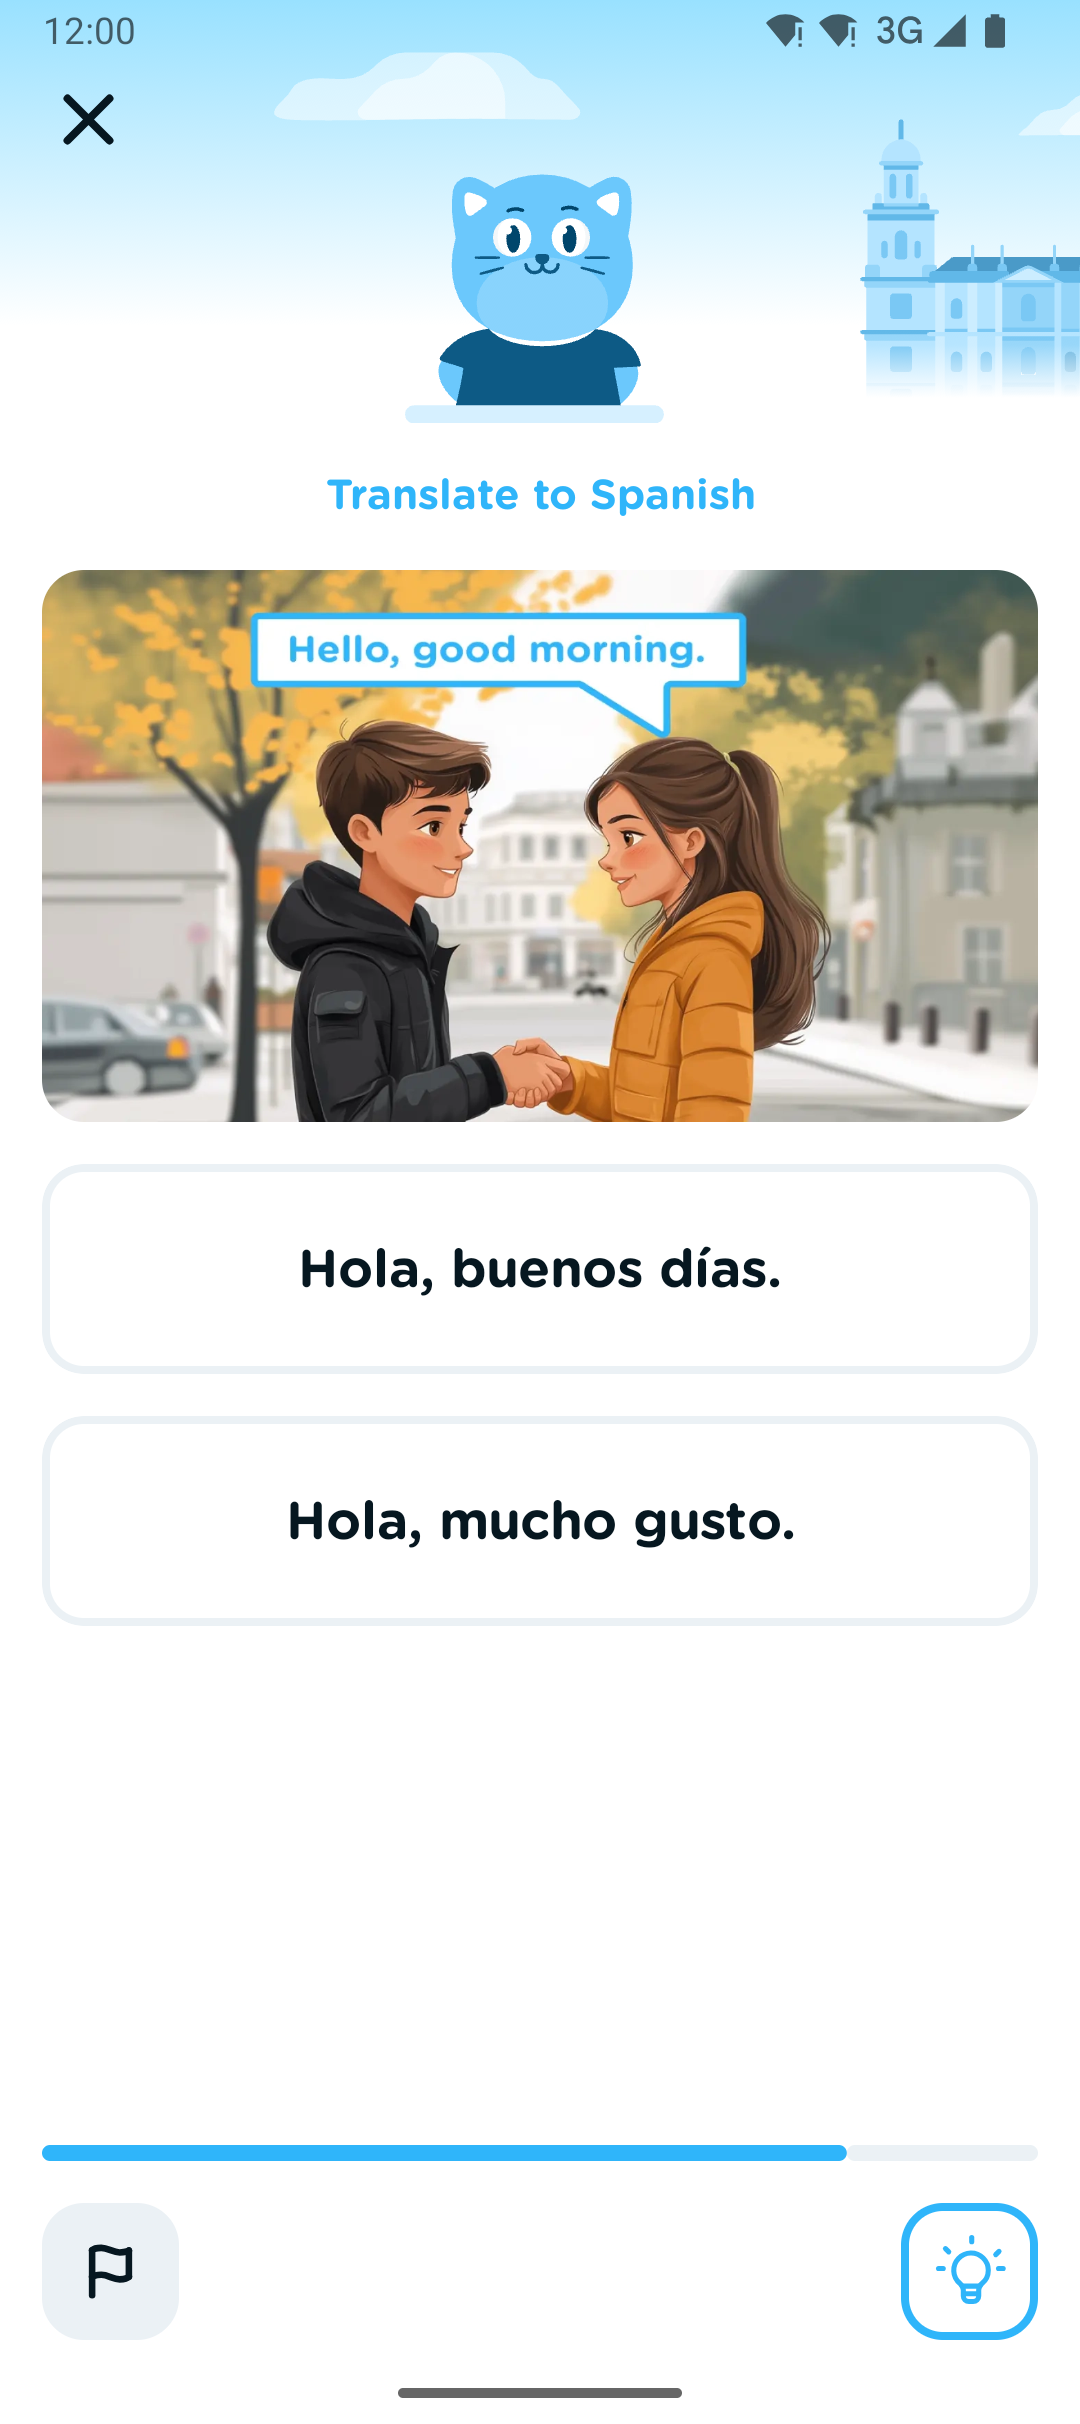 12:00
3G
Translate to Spanish
Hello, good morning.
Hola, buenos días.
Hola, mucho gusto.